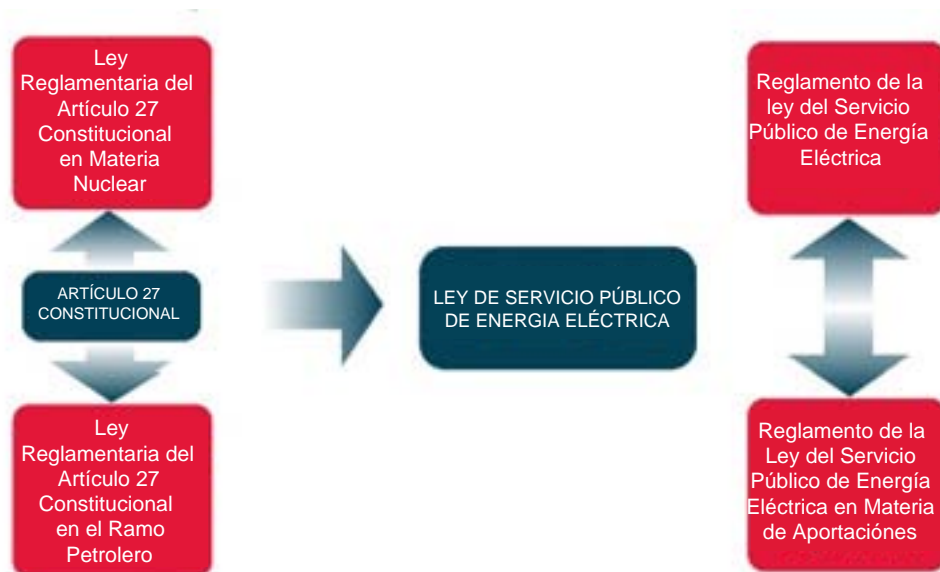 Ley
Reglamentaria del
Artículo 27
Constitucional
en Materia
Nuclear
ARTÍCULO 27
CONSTITUCIONAL
Ley
Reglamentaria del
Artículo 27
Constitucional
en el Ramo
Petrolero
LEY DE SERVICIO PÚBLICO
DE ENERGIA ELÉCTRICA
Reglamento de la
ley del Servicio
Público de Energía
Eléctrica
Reglamento de la
Ley del Servicio
Público de Energía
Eléctrica en Materia
de Aportaciónes